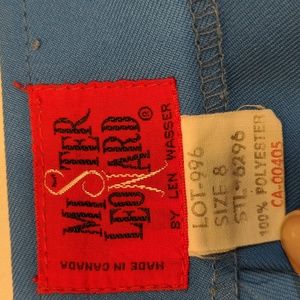 MISTER
LEONARD®
BY LEN WASSER
MADE IN CANADA
LOT-996
SIZE 8
STL-6296
100% POLYESTER
CA-00405